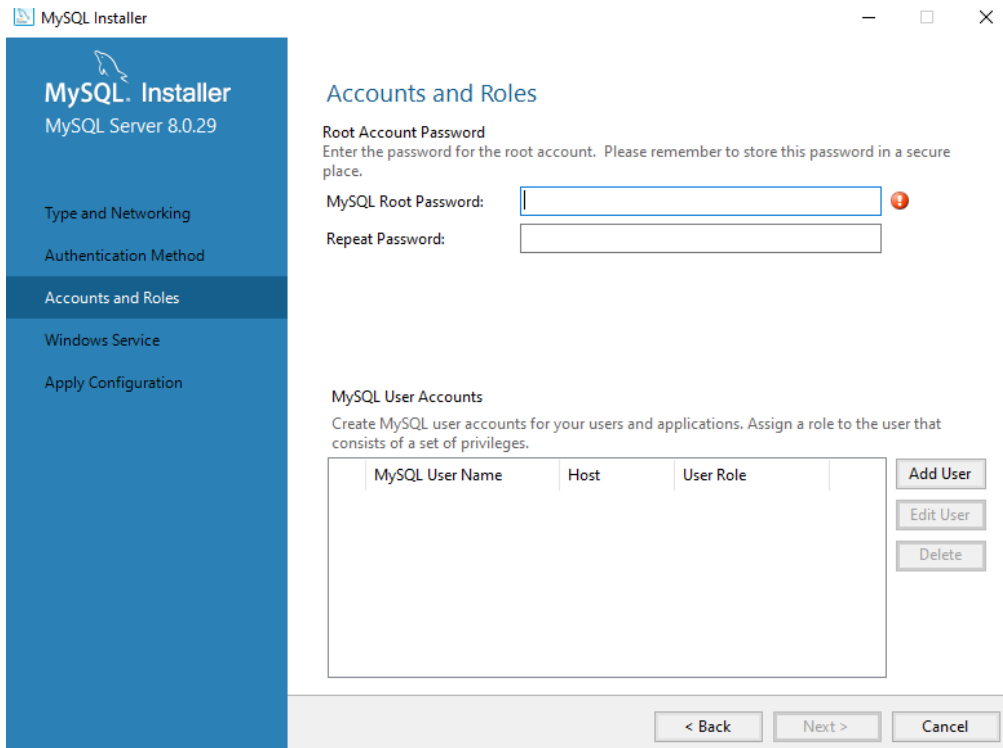 MySQL Installer
MySQL. Installer
MySQL Server 8.0.29
Type and Networking
Authentication Method
Accounts and Roles
Windows Service
Apply Configuration
Accounts and Roles
Root Account Password
Enter the password for the root account.  Please remember to store this password in a secure
place.
MySQL Root Password:
Repeat Password:
MySQL User Accounts
Create MySQL user accounts for your users and applications. Assign a role to the user that
consists of a set of privileges.
MySQL User Name Host User Role
Add User
Edit User
Delete
< Back Next > Cancel